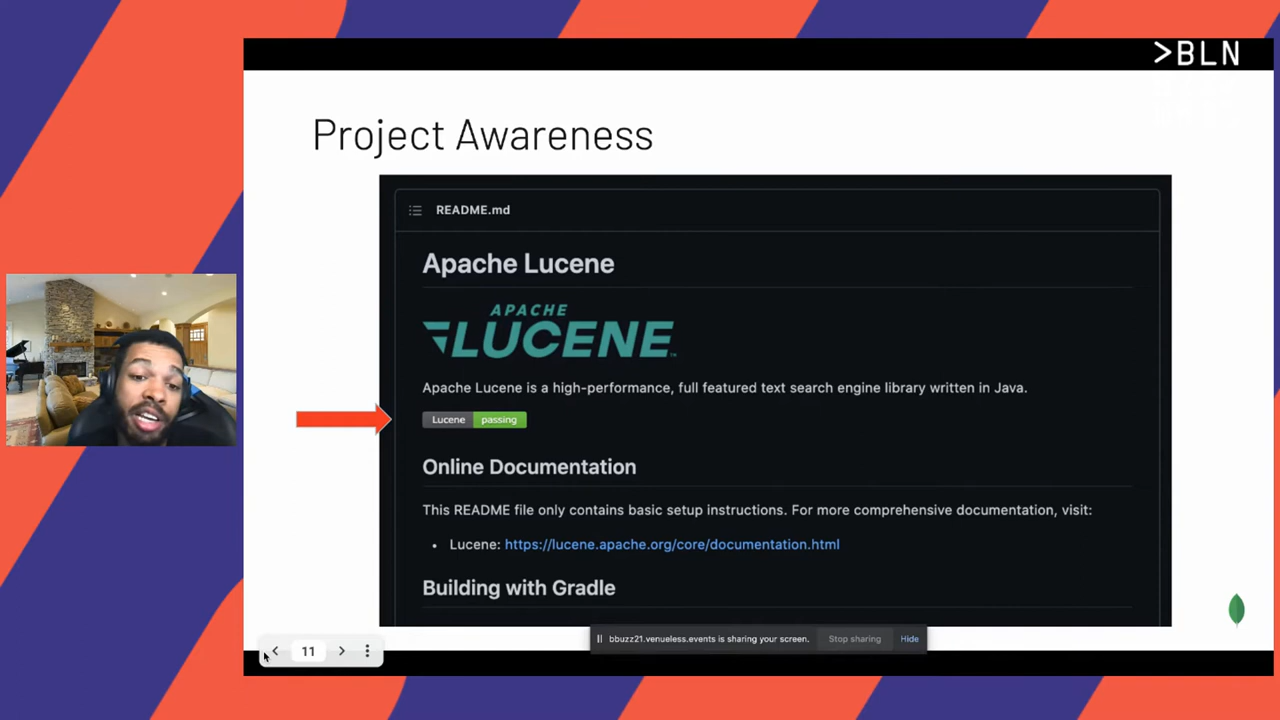 >BLN
Project Awareness
README.md
Apache Lucene
APACHE
LUCENE™
Apache Lucene is a high-performance, full featured text search engine library written in Java.
Lucene passing
Online Documentation
This README file only contains basic setup instructions. For more comprehensive documentation, visit:
• Lucene: https://lucene.apache.org/core/documentation.html
Building with Gradle
bbuzz21.venueless.events is sharing your screen. Stop sharing Hide
11